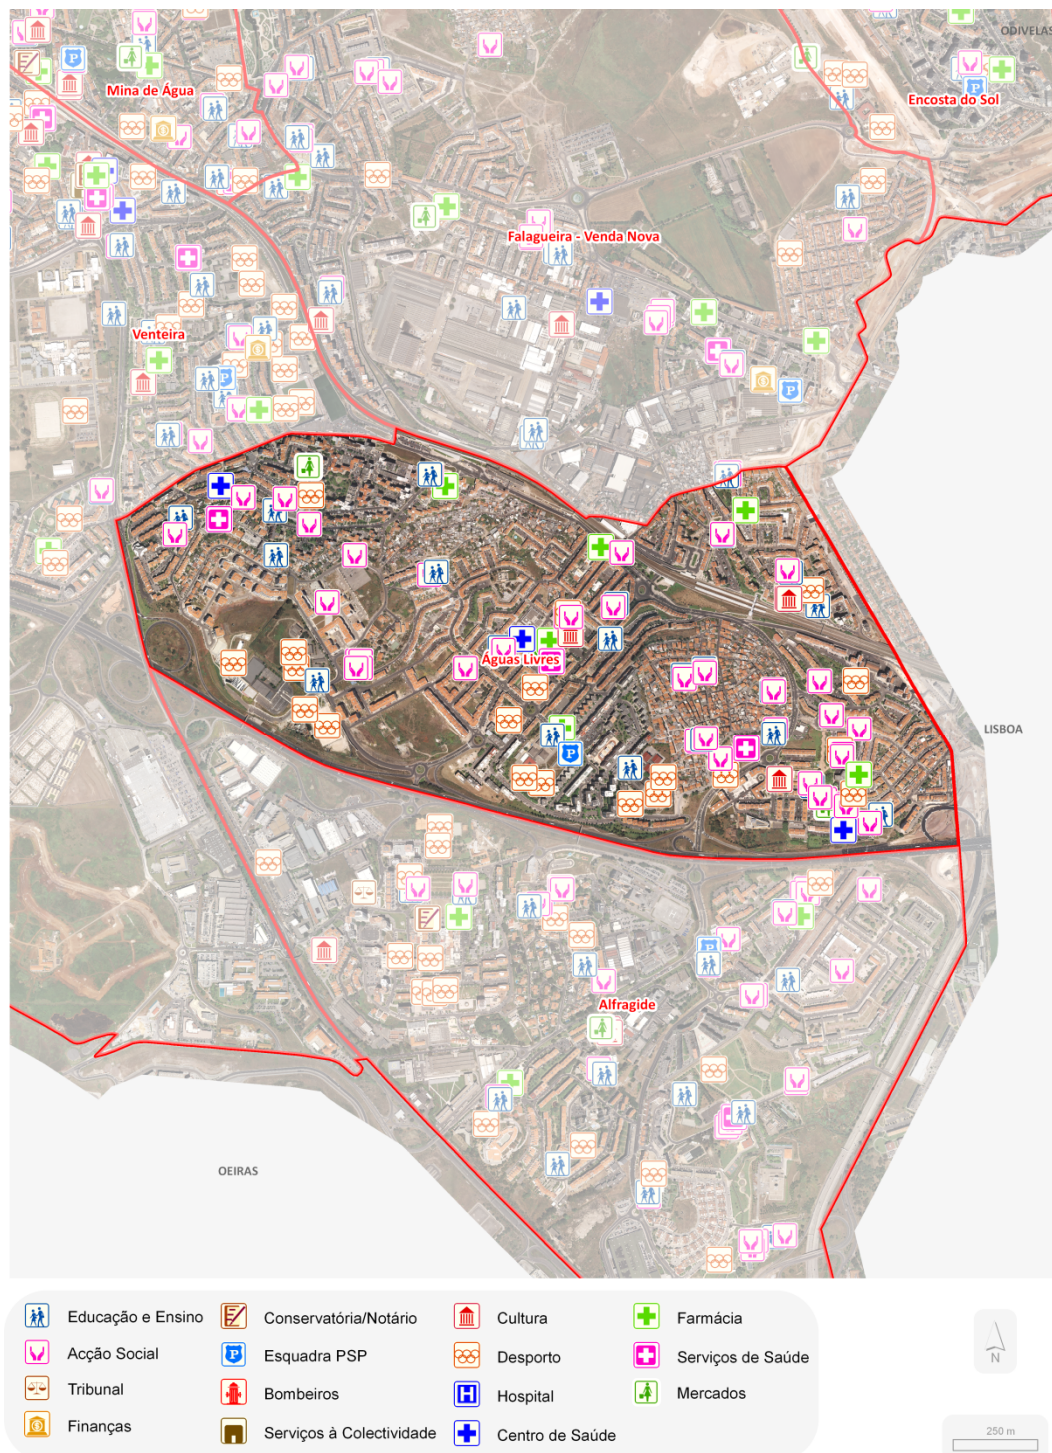 ODIVELAS
Mina de Água
Encosta do Sol
Falagueira - Venda Nova
Venteira
Águas Livres
LISBOA
Alfragide
OEIRAS
Educação e Ensino
Conservatória/Notário
Cultura
Farmácia
Acção Social
Esquadra PSP
Desporto
Serviços de Saúde
Tribunal
Bombeiros
Hospital
Mercados
Finanças
Serviços à Colectividade
Centro de Saúde
N
250 m